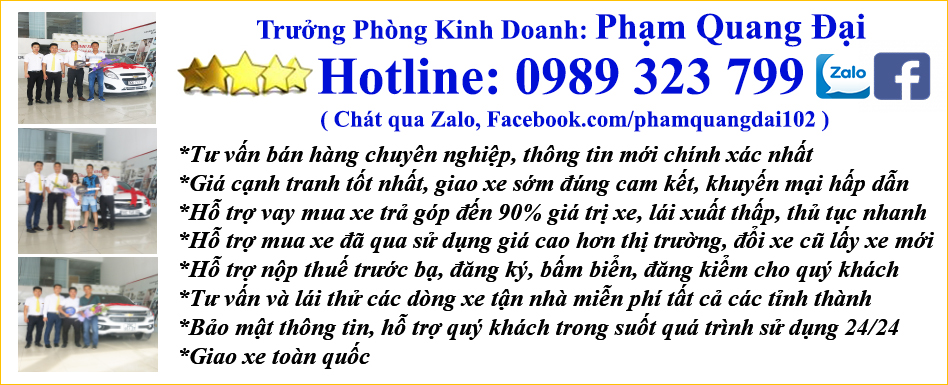 Trưởng Phòng Kinh Doanh: Phạm Quang Đại
Hotline: 0989 323 799 Zalo f
( Chát qua Zalo, Facebook.com/phamquangdai102 )
*Tư vấn bán hàng chuyên nghiệp, thông tin mới chính xác nhất
*Giá cạnh tranh tốt nhất, giao xe sớm đúng cam kết, khuyến mại hấp dẫn
*Hỗ trợ vay mua xe trả góp đến 90% giá trị xe, lái xuất thấp, thủ tục nhanh
*Hỗ trợ mua xe đã qua sử dụng giá cao hơn thị trường, đổi xe cũ lấy xe mới
*Hỗ trợ nộp thuế trước bạ, đăng ký, bấm biển, đăng kiểm cho quý khách
*Tư vấn và lái thử các dòng xe tận nhà miễn phí tất cả các tỉnh thành
*Bảo mật thông tin, hỗ trợ quý khách trong suốt quá trình sử dụng 24/24
*Giao xe toàn quốc